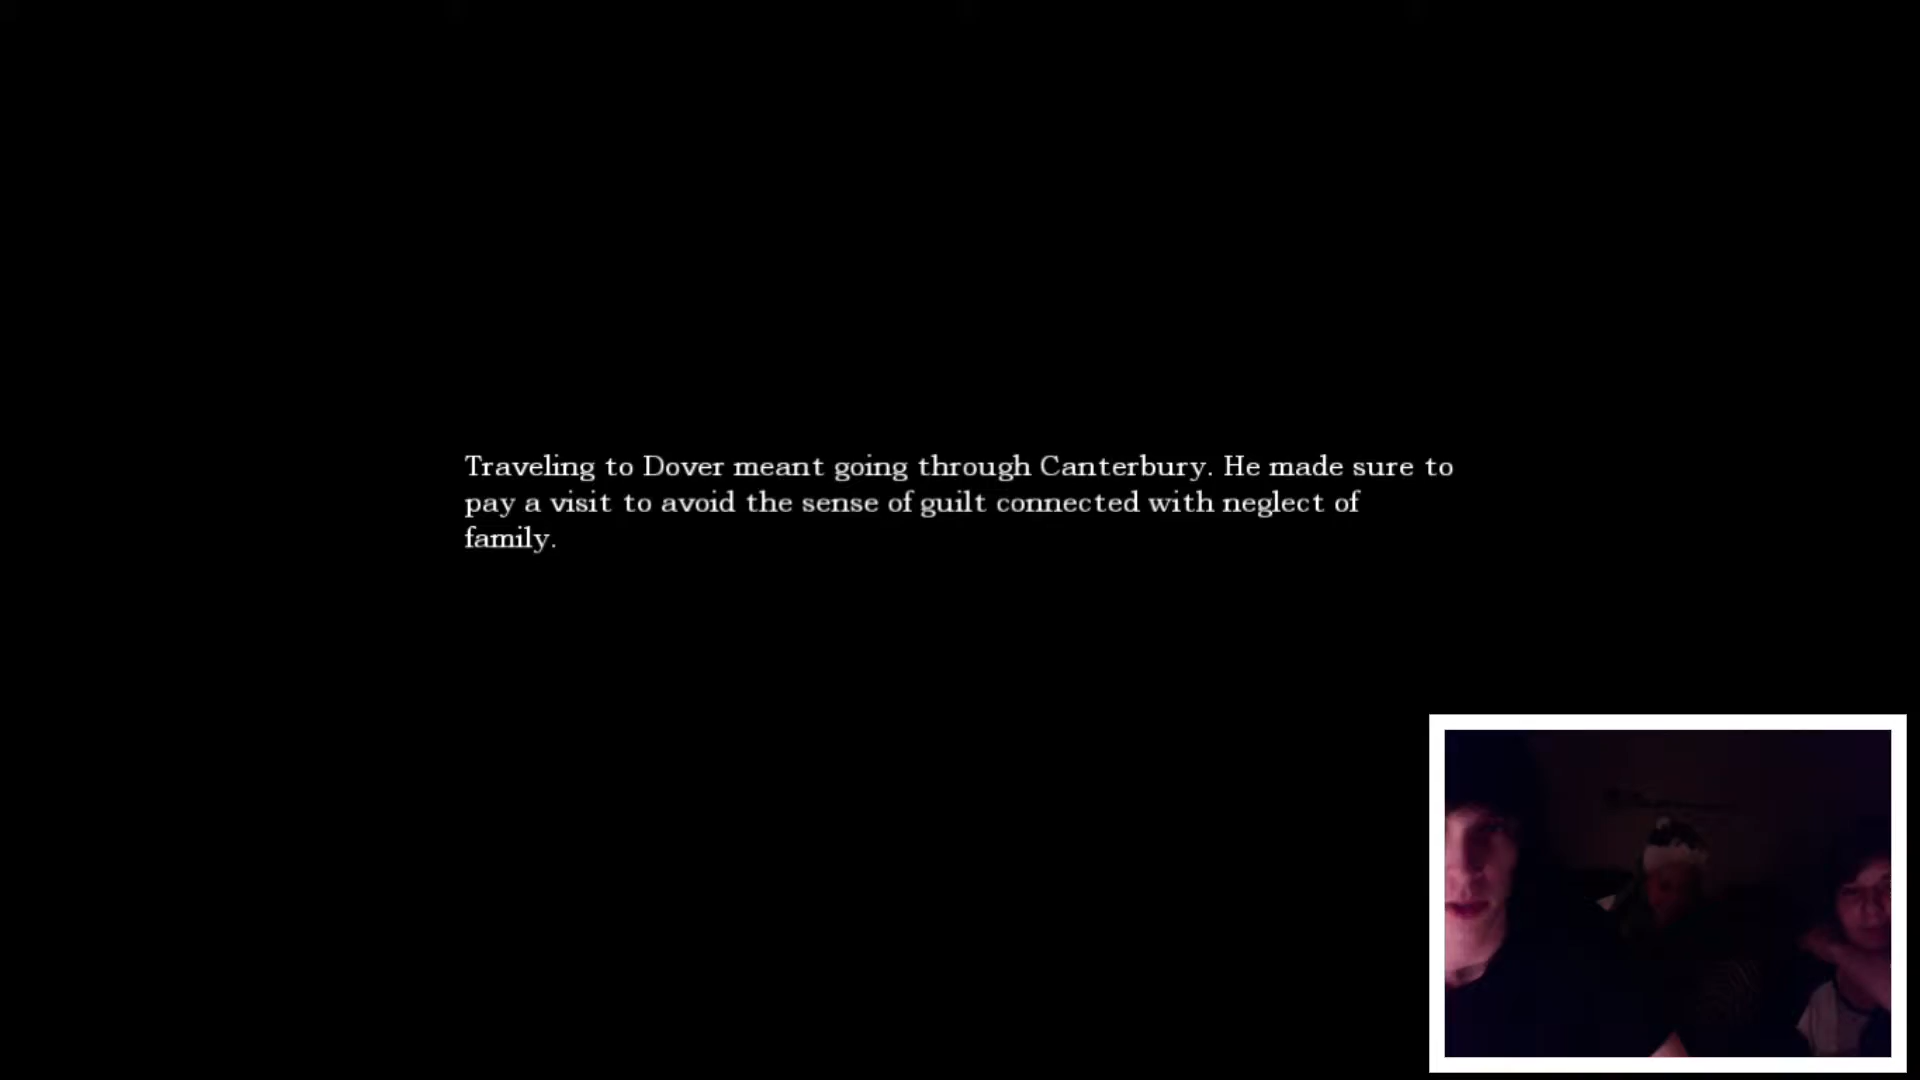 Traveling to Dover meant going through Canterbury. He made sure to
pay a visit to avoid the sense of guilt connected with neglect of
family.